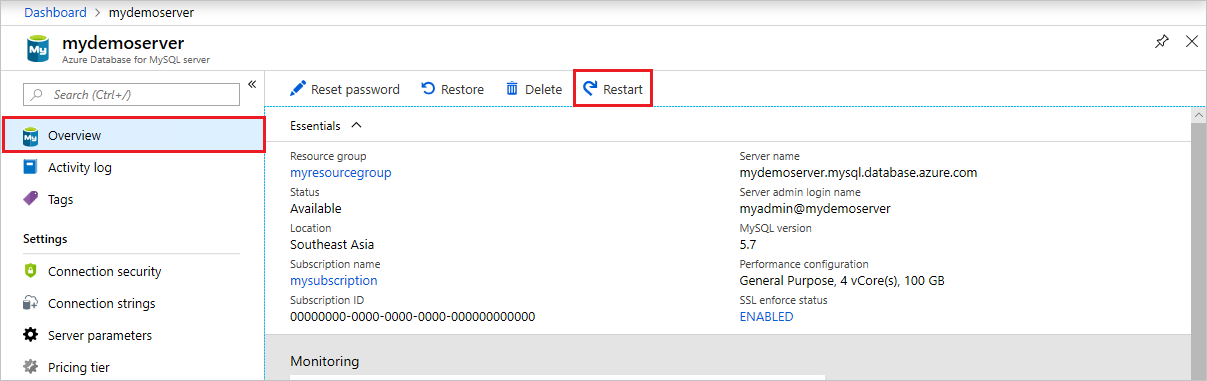 Dashboard > mydemoserver
mydemoserver
Azure Database for MySQL server
Search (Ctrl+/)
«
Reset password
Restore
Delete
Restart
My
Overview
Activity log
Tags
Settings
Connection security
Connection strings
Server parameters
Pricing tier
Essentials
Resource group
myresourcegroup
Status
Available
Location
Southeast Asia
Subscription name
mysubscription
Subscription ID
00000000-0000-0000-0000-000000000000
Server name
mydemoserver.mysql.database.azure.com
Server admin login name
myadmin@mydemoserver
MySQL version
5.7
Performance configuration
General Purpose, 4 vCore(s), 100 GB
SSL enforce status
ENABLED
Monitoring